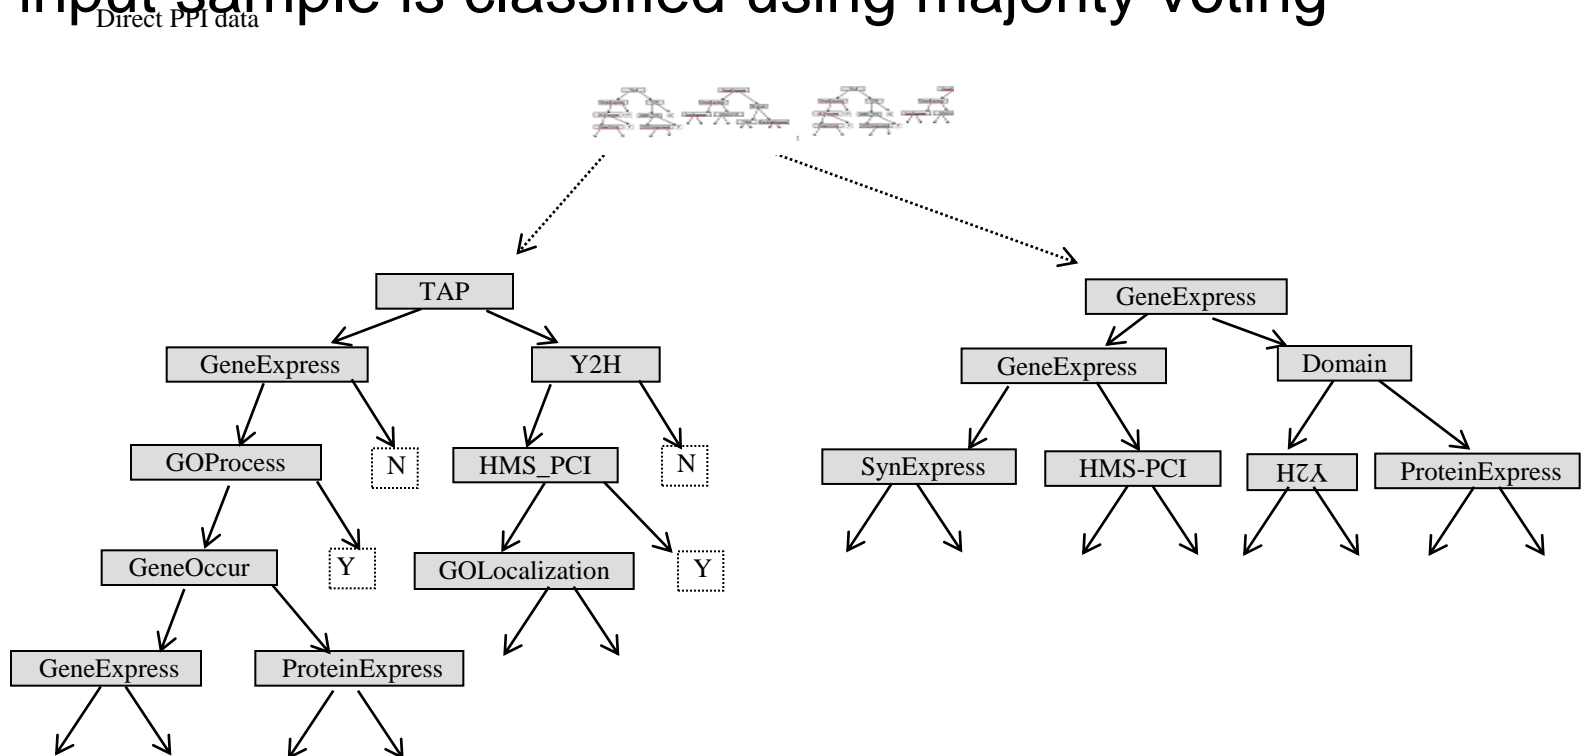 input sample is classified using majority voting
Direct PPI data
TAP
GeneExpress
GeneExpress
Y2H
GeneExpress
Domain
GOProcess
N
HMS_PCI
N
SynExpress
HMS-PCI
Y2H
ProteinExpress
GeneOccur
Y
GOLocalization
Y
GeneExpress
ProteinExpress